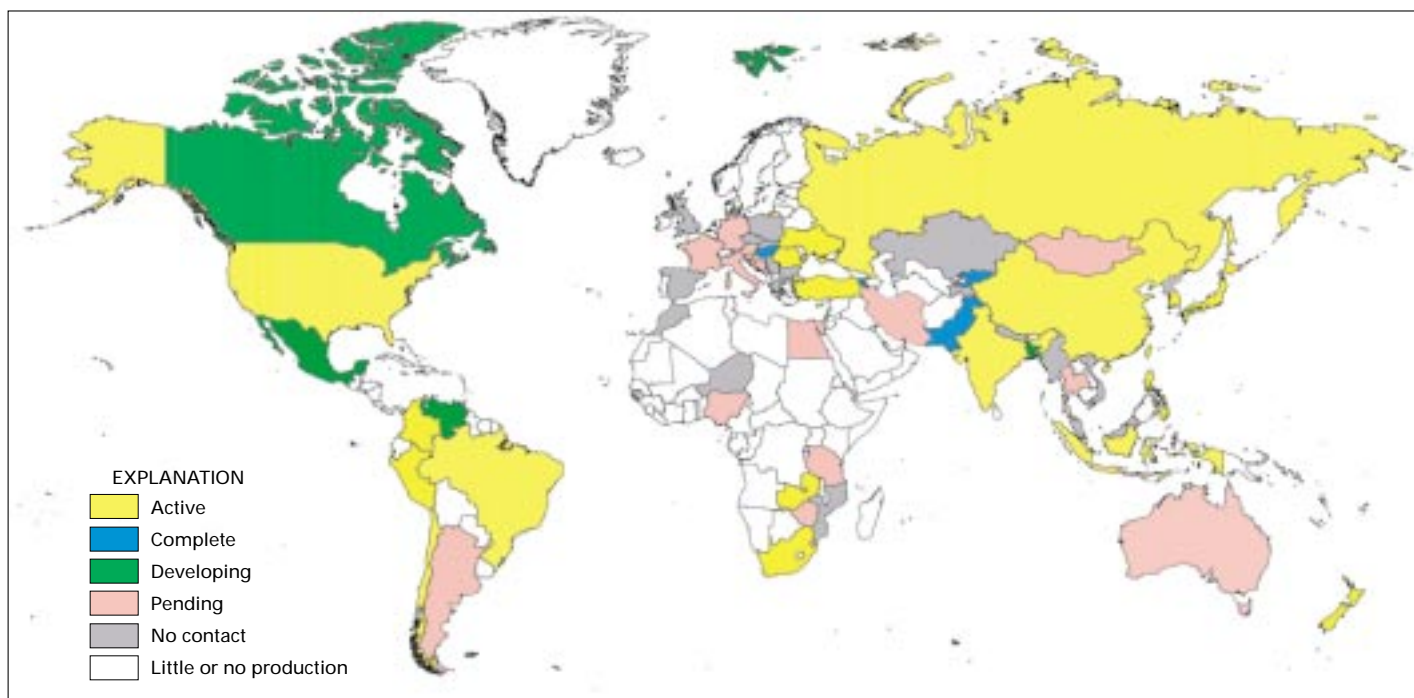 EXPLANATION
Active
Complete
Developing
Pending
No contact
Little or no production